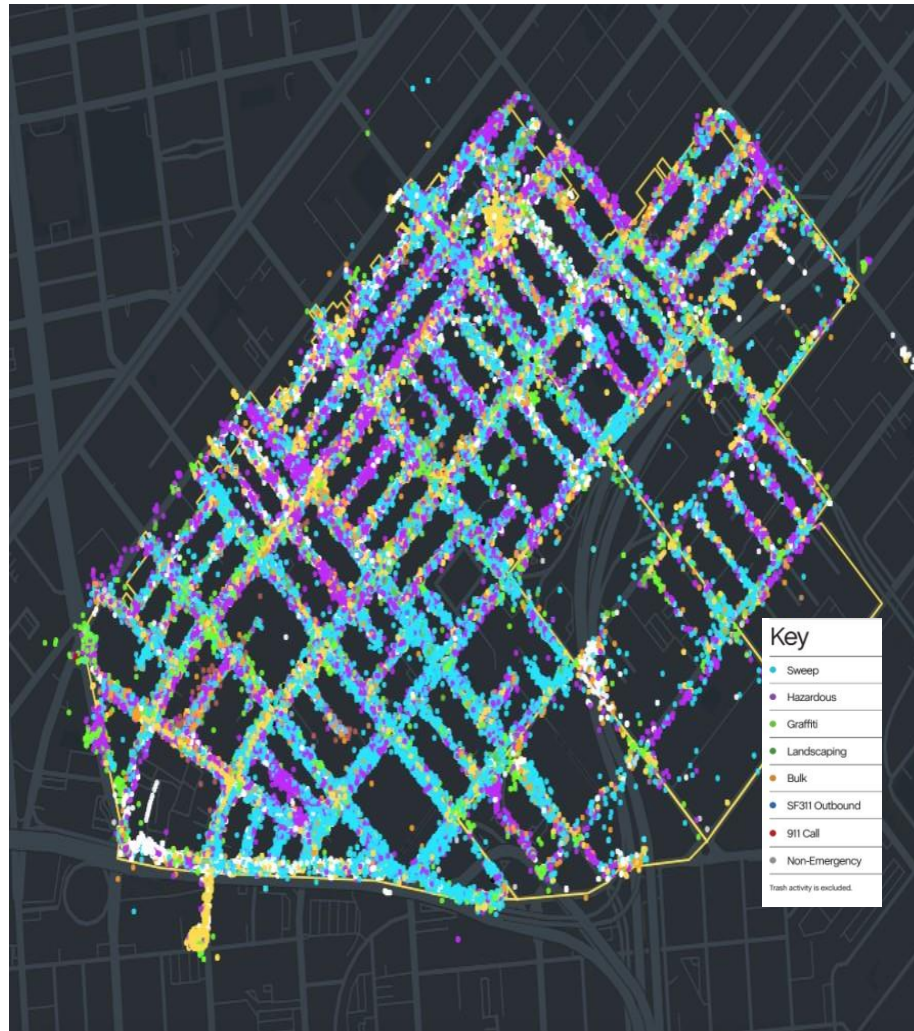 Key
Sweep
Hazardous
Graffiti
Landscaping
Bulk
SF311 Outbound
911 Call
Non-Emergency
Trash activity is excluded.